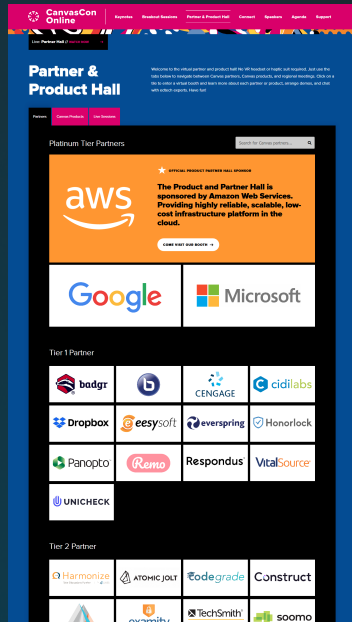 CanvasCon
Online
Keynotes Breakout Sessions Partner & Product Hall Connect Speakers Agenda Support
Live: Partner Hall //
Partner &
Product Hall
Welcome to the virtual partner and product hall! No VR headset or haptic suit required. Just use the
tabs below to navigate between Canvas partners, Canvas products, and regional meetings. Click on a
tile to enter a virtual booth and learn more about each partner or product, arrange demos, and chat
with edtech experts. Have fun!
Partners Canvas Products Live Sessions
Platinum Tier Partners
Search for Canvas partners...
OFFICIAL PRODUCT PARTNER HALL SPONSOR
aws
The Product and Partner Hall is
sponsored by Amazon Web Services.
Providing highly reliable, scalable, low-
cost infrastructure platform in the
cloud.
COME VISIT OUR BOOTH →
Google Microsoft
Tier 1 Partner
badgr b CENGAGE cidilabs
Dropbox eesysoft everspring Honorlock
Panopto Remo Respondus VitalSource
UNICHECK
Tier 2 Partner
Harmonize ATOMIC JOLT codegrade Construct
examity TechSmith soomo